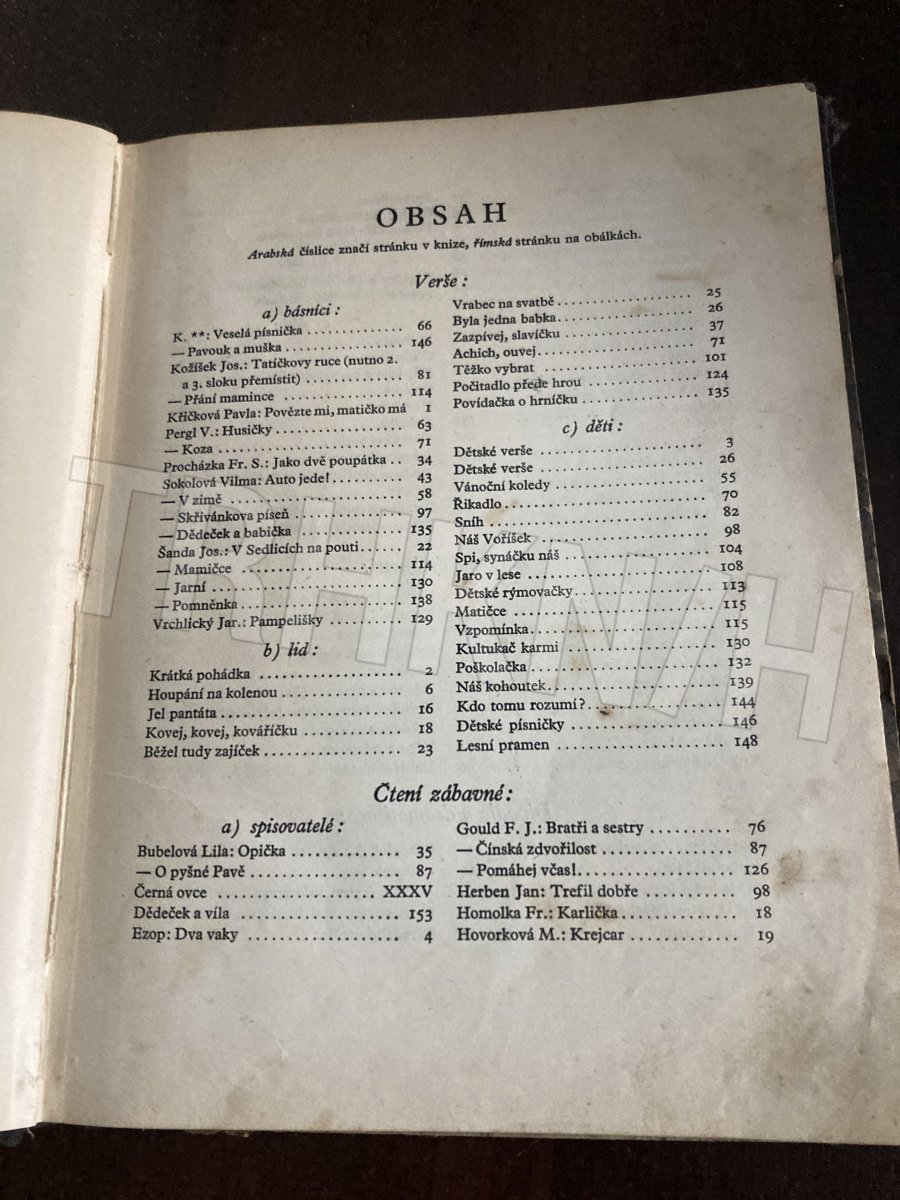 OBSAH
Arabská číslice značí stránku v knize, římská stránku na obálkách.
Verše:
a) básníci:
K. **: Veselá písnička .............. 66
— Pavouk a muška ................. 146
Kožíšek Jos.: Tatíčkovy ruce (nutno 2.
a 3. sloku přemístit) .............. 81
— Přání mamince ................. 114
Křičková Pavla: Povězte mi, matičko má 1
Pergl V.: Husičky ................. 63
— Koza ......................... 71
Procházka Fr. S.: Jako dvě poupátka .. 34
Sokolová Vilma: Auto jede! .......... 43
— V zimě ....................... 58
— Skřivánkova píseň ............... 97
— Dědeček a babička .............. 135
Šanda Jos.: V Sedlicích na pouti ...... 22
— Mamičce ..................... 114
— Jarní ........................ 130
— Pomněnka .................... 138
Vrchlický Jar.: Pampelišky .......... 129
b) lid:
Krátká pohádka .................. 2
Houpání na kolenou ............... 6
Jel pantáta ...................... 16
Kovej, kovej, kováříčku ............ 18
Běžel tudy zajíček ................. 23
Vrabec na svatbě .................. 25
Byla jedna babka .................. 26
Zazpívej, slavíčku ................. 37
Achich, ouvej .................... 71
Těžko vybrat .................... 101
Počitadlo přede hrou .............. 124
Povídačka o hrníčku ............... 135
c) děti:
Dětské verše .................... 3
Dětské verše .................... 26
Vánoční koledy .................. 55
Řikadlo ........................ 70
Sníh .......................... 82
Náš Voříšek ..................... 98
Spi, synáčku náš ................. 104
Jaro v lese ...................... 108
Dětské rýmovačky ................ 113
Matičce ........................ 115
Vzpomínka ...................... 115
Kultukač karmi .................. 130
Poškolačka ...................... 132
Náš kohoutek .................... 139
Kdo tomu rozumí? ................ 144
Dětské písničky .................. 146
Lesní pramen .................... 148
Čtení zábavné:
a) spisovatelé:
Bubelová Lila: Opička .............. 35
— O pyšné Pavě .................. 87
Černá ovce .................... XXXV
Dědeček a víla .................. 153
Ezop: Dva vaky .................. 4
Gould F. J.: Bratři a sestry .......... 76
— Čínská zdvořilost ............... 87
— Pomáhej včas! ................. 126
Herben Jan: Trefil dobře ........... 98
Homolka Fr.: Karlička ............. 18
Hovorková M.: Krejcar ............ 19